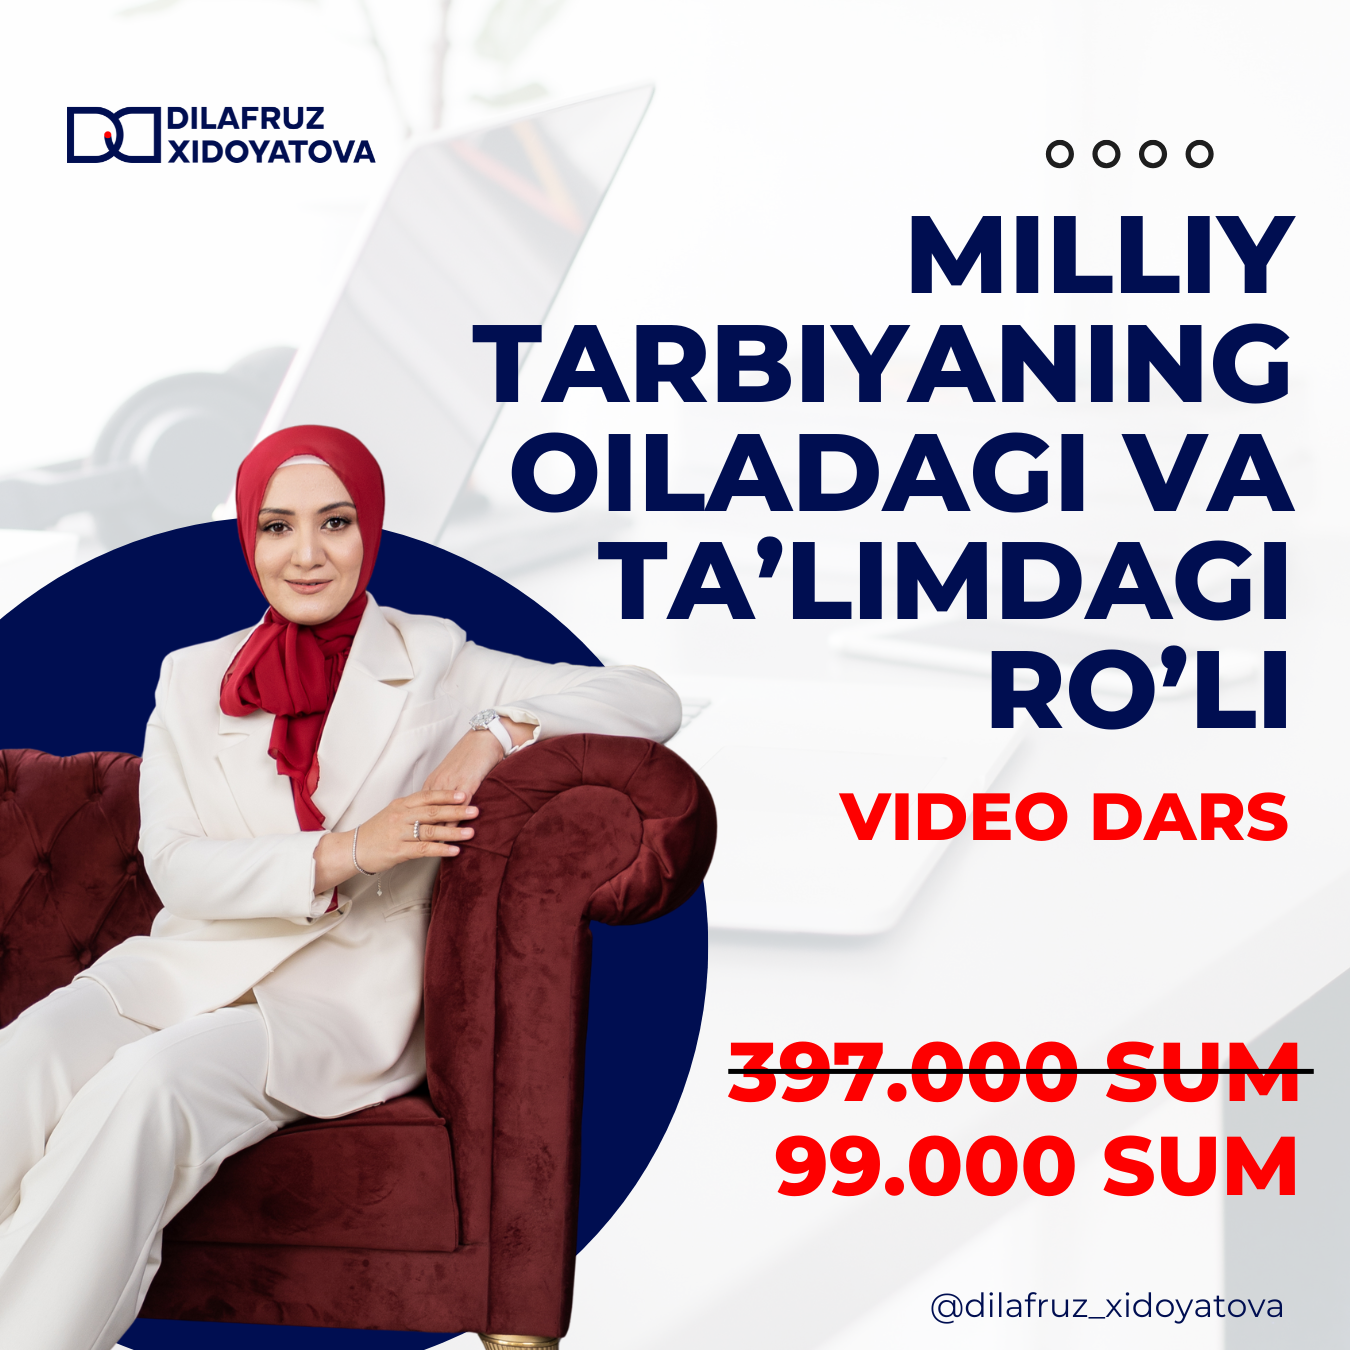 DILAFRUZ
XIDOYATOVA
MILLIY
TARBIYANING
OILADAGI VA
TA’LIMDAGI
RO’LI
VIDEO DARS
397.000 SUM
99.000 SUM
@dilafruz_xidoyatova